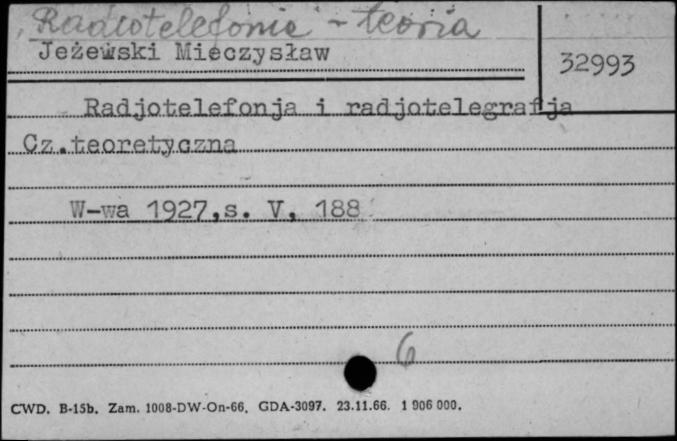 Radiotelefonia - teoria
Jeżewski Mieczysław
32993
Radjotelefonja i radjotelegrafja
Cz.teoretyczna
W-wa 1927,s. V, 188
6
CWD. B-15b. Zam. 1008-DW-On-66. GDA-3097. 23.11.66. 1 906 000.